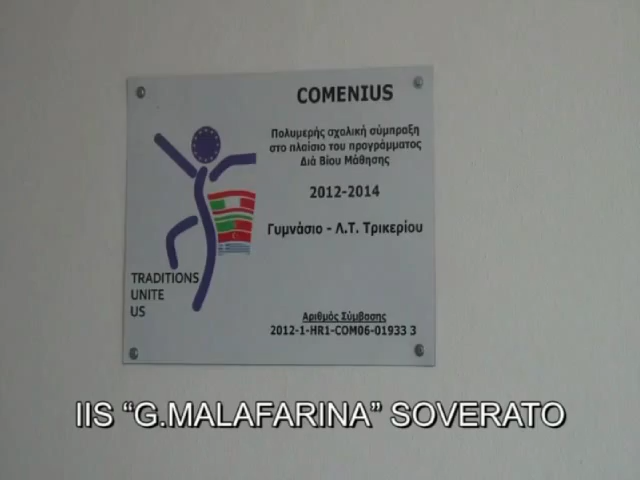 COMENIUS
Πολυμερής σχολική σύμπραξη
στο πλαίσιο του προγράμματος
Διά Βίου Μάθησης
2012-2014
Γυμνάσιο - Λ.Τ. Τρικερίου
TRADITIONS
UNITE
US
Αριθμός Σύμβασης
2012-1-HR1-COM06-01933 3
IIS “G.MALAFARINA” SOVERATO